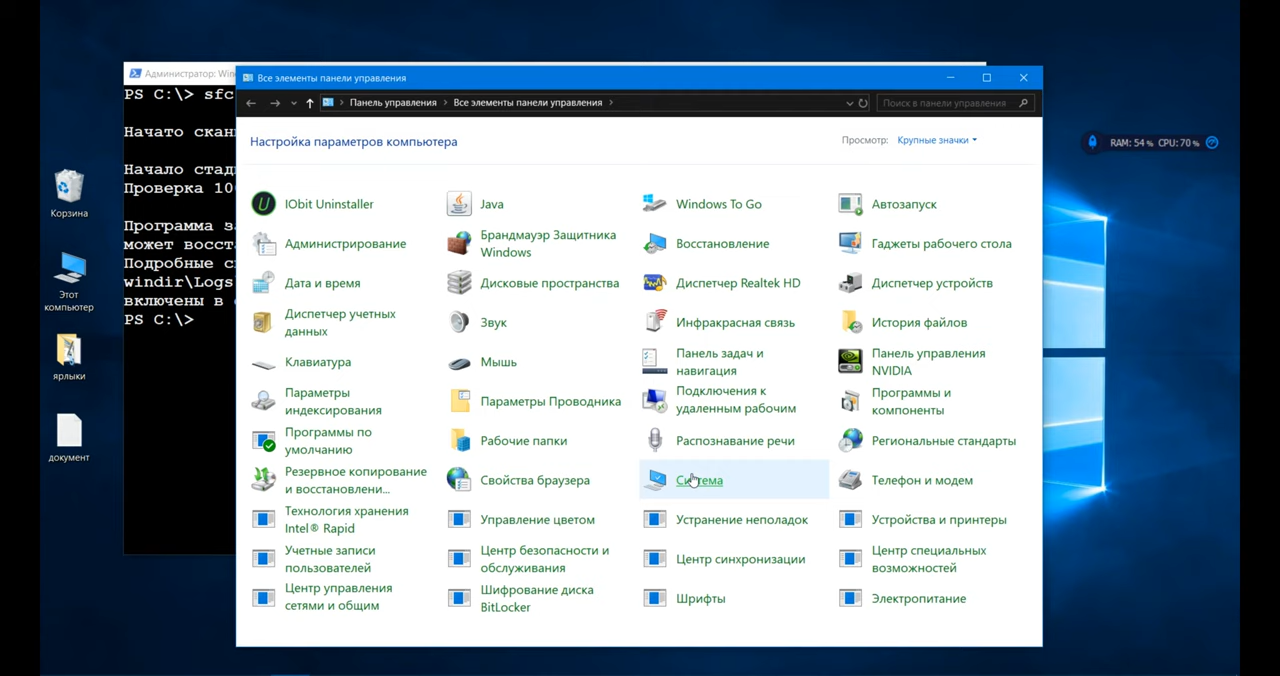 Администратор: Win
PS C:\> sfc
Начато скан
Начало стади
Проверка 100
Программа за
может восста
Подробные с
windir\Logs
включены в
PS C:\>
Все элементы панели управления
Панель управления
Все элементы панели управления
Поиск в панели управления
Настройка параметров компьютера
Просмотр:
Крупные значки
RAM: 54 % CPU: 70 %
Корзина
Этот
компьютер
ярлыки
документ
IObit Uninstaller
Java
Windows To Go
Автозапуск
Администрирование
Брандмауэр Защитника
Windows
Восстановление
Гаджеты рабочего стола
Дата и время
Дисковые пространства
Диспетчер Realtek HD
Диспетчер устройств
Диспетчер учетных
данных
Звук
Инфракрасная связь
История файлов
Клавиатура
Мышь
Панель задач и
навигация
Панель управления
NVIDIA
Параметры
индексирования
Параметры Проводника
Подключения к
удаленным рабочим
Программы и
компоненты
Программы по
умолчанию
Рабочие папки
Распознавание речи
Региональные стандарты
Резервное копирование
и восстановлени...
Свойства браузера
Система
Телефон и модем
Технология хранения
Intel® Rapid
Управление цветом
Устранение неполадок
Устройства и принтеры
Учетные записи
пользователей
Центр безопасности и
обслуживания
Центр синхронизации
Центр специальных
возможностей
Центр управления
сетями и общим
Шифрование диска
BitLocker
Шрифты
Электропитание